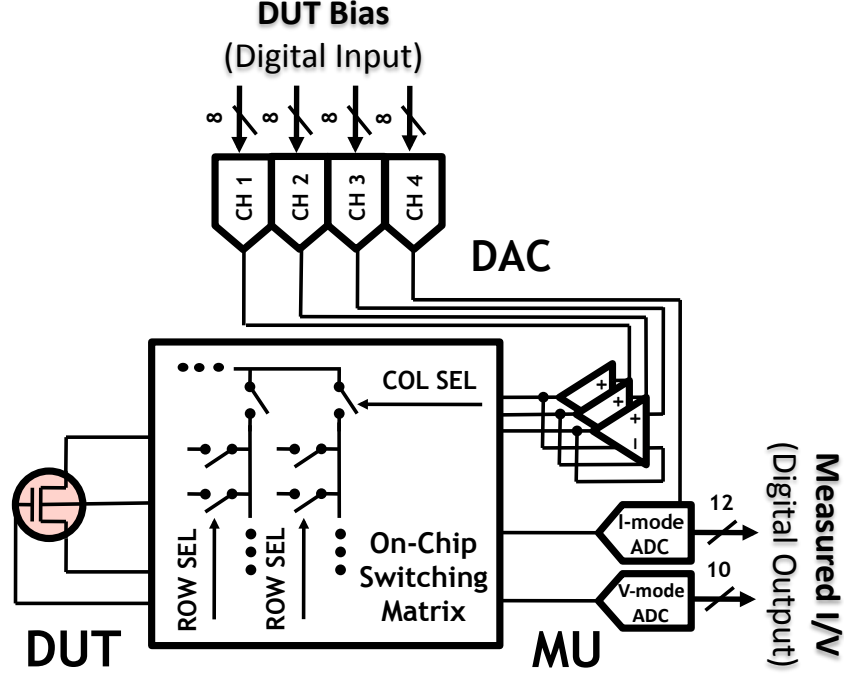 DUT Bias
(Digital Input)
8
8
8
8
CH 1
CH 2
CH 3
CH 4
DAC
COL SEL
+
+
+
−
ROW SEL
ROW SEL
On-Chip
Switching
Matrix
I-mode
ADC
12
V-mode
ADC
10
Measured I/V
(Digital Output)
DUT
MU